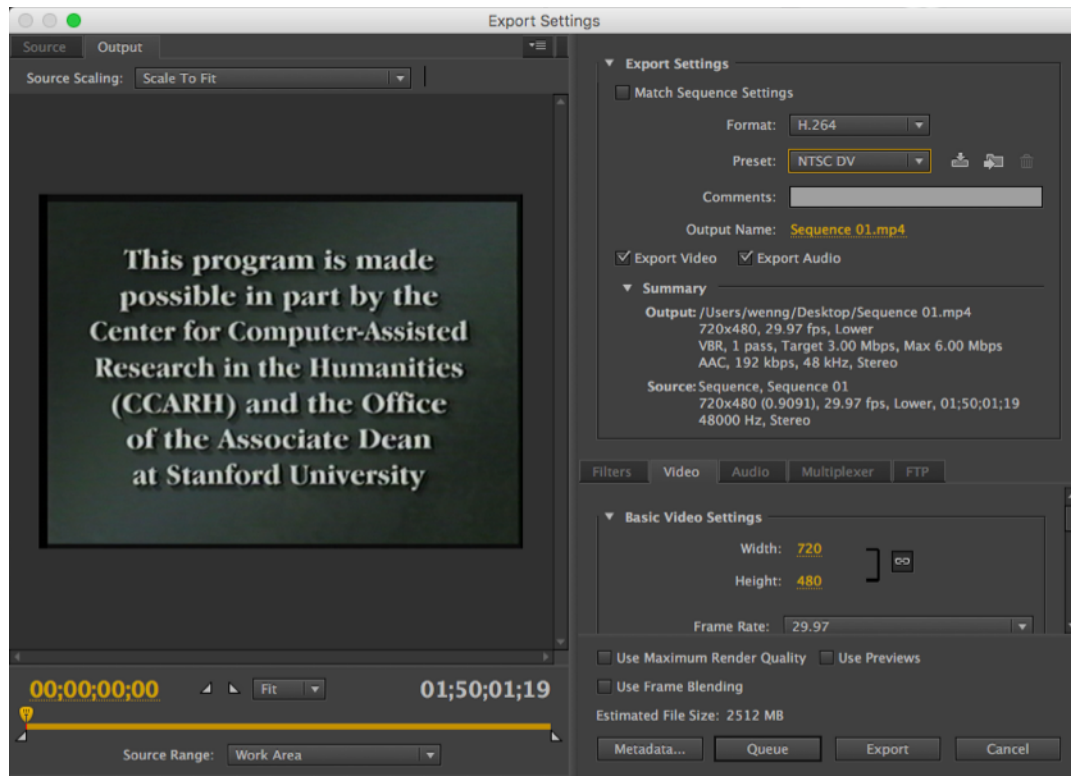 Export Settings
Source Output
Source Scaling: Scale To Fit
This program is made
possible in part by the
Center for Computer-Assisted
Research in the Humanities
(CCARH) and the Office
of the Associate Dean
at Stanford University
00;00;00;00 Fit 01;50;01;19
Source Range: Work Area
Export Settings
Match Sequence Settings
Format: H.264
Preset: NTSC DV
Comments:
Output Name: Sequence 01.mp4
Export Video Export Audio
Summary
Output: /Users/wenng/Desktop/Sequence 01.mp4
720x480, 29.97 fps, Lower
VBR, 1 pass, Target 3.00 Mbps, Max 6.00 Mbps
AAC, 192 kbps, 48 kHz, Stereo
Source: Sequence, Sequence 01
720x480 (0.9091), 29.97 fps, Lower, 01;50;01;19
48000 Hz, Stereo
Filters Video Audio Multiplexer FTP
Basic Video Settings
Width: 720
Height: 480
Frame Rate: 29.97
Use Maximum Render Quality Use Previews
Use Frame Blending
Estimated File Size: 2512 MB
Metadata... Queue Export Cancel